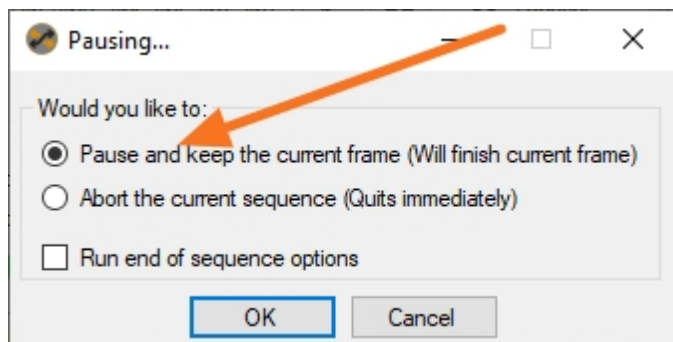 Pausing...
Would you like to:
Pause and keep the current frame (Will finish current frame)
Abort the current sequence (Quits immediately)
Run end of sequence options
OK
Cancel